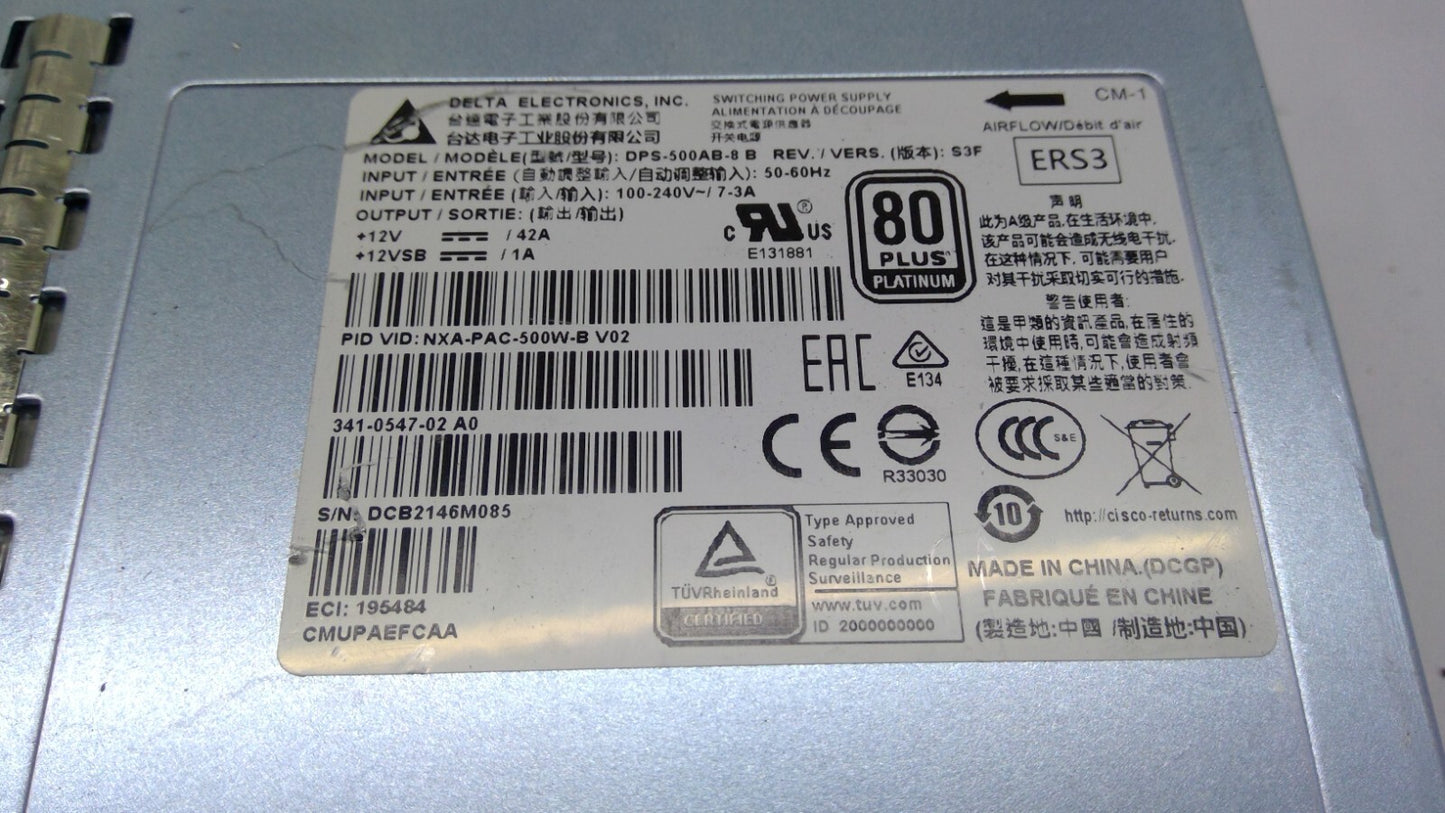 DELTA ELECTRONICS, INC.
台達電子工業股份有限公司
台达电子工业股份有限公司
SWITCHING POWER SUPPLY
ALIMENTATION À DÉCOUPAGE
交換式電源供應器
开关电源
CM-1
AIRFLOW/Débit d'air
ERS3
MODEL / MODÈLE(型號/型号): DPS-500AB-8 B REV. / VERS. (版本): S3F
INPUT / ENTRÉE (自動調整輸入/自动调整输入): 50-60Hz
INPUT / ENTRÉE (輸入/输入): 100-240V~/ 7-3A
OUTPUT / SORTIE: (輸出/输出)
+12V / 42A
+12VSB / 1A
C RU ® US
E131881
80
PLUS
PLATINUM
声明
此为A级产品,在生活环境中,
该产品可能会造成无线电干扰.
在这种情况下,可能需要用户
对其干扰采取切实可行的措施.
警告使用者:
這是甲類的資訊產品,在居住的
環境中使用時,可能會造成射頻
干擾,在這種情況下,使用者會
被要求採取某些適當的對策.
PID VID: NXA-PAC-500W-B V02
EAC
E134
341-0547-02 A0
CE
R33030
CCC S&E
S/N: DCB2146M085
10
http://cisco-returns.com
TÜVRheinland®
CERTIFIED
Type Approved
Safety
Regular Production
Surveillance
www.tuv.com
ID 2000000000
MADE IN CHINA.(DCGP)
FABRIQUÉ EN CHINE
(製造地:中國 /制造地:中国)
ECI: 195484
CMUPAEFCAA